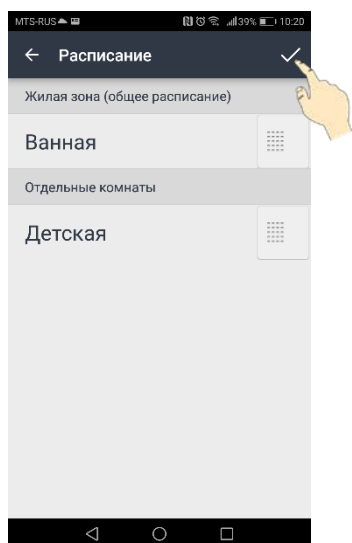 MTS-RUS 39% 10:20
Расписание
Жилая зона (общее расписание)
Ванная
Отдельные комнаты
Детская